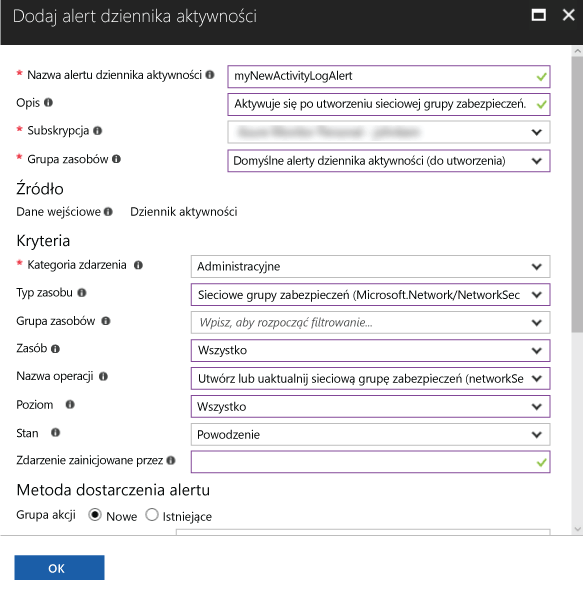 Dodaj alert dziennika aktywności
* Nazwa alertu dziennika aktywności myNewActivityLogAlert
Opis Aktywuje się po utworzeniu sieciowej grupy zabezpieczeń.
* Subskrypcja
* Grupa zasobów Domyślne alerty dziennika aktywności (do utworzenia)
Źródło
Dane wejściowe Dziennik aktywności
Kryteria
* Kategoria zdarzenia Administracyjne
Typ zasobu Sieciowe grupy zabezpieczeń (Microsoft.Network/NetworkSec
Grupa zasobów Wpisz, aby rozpocząć filtrowanie...
Zasób Wszystko
Nazwa operacji Utwórz lub uaktualnij sieciową grupę zabezpieczeń (networkSe
Poziom Wszystko
Stan Powodzenie
Zdarzenie zainicjowane przez
Metoda dostarczenia alertu
Grupa akcji Nowe Istniejące
OK